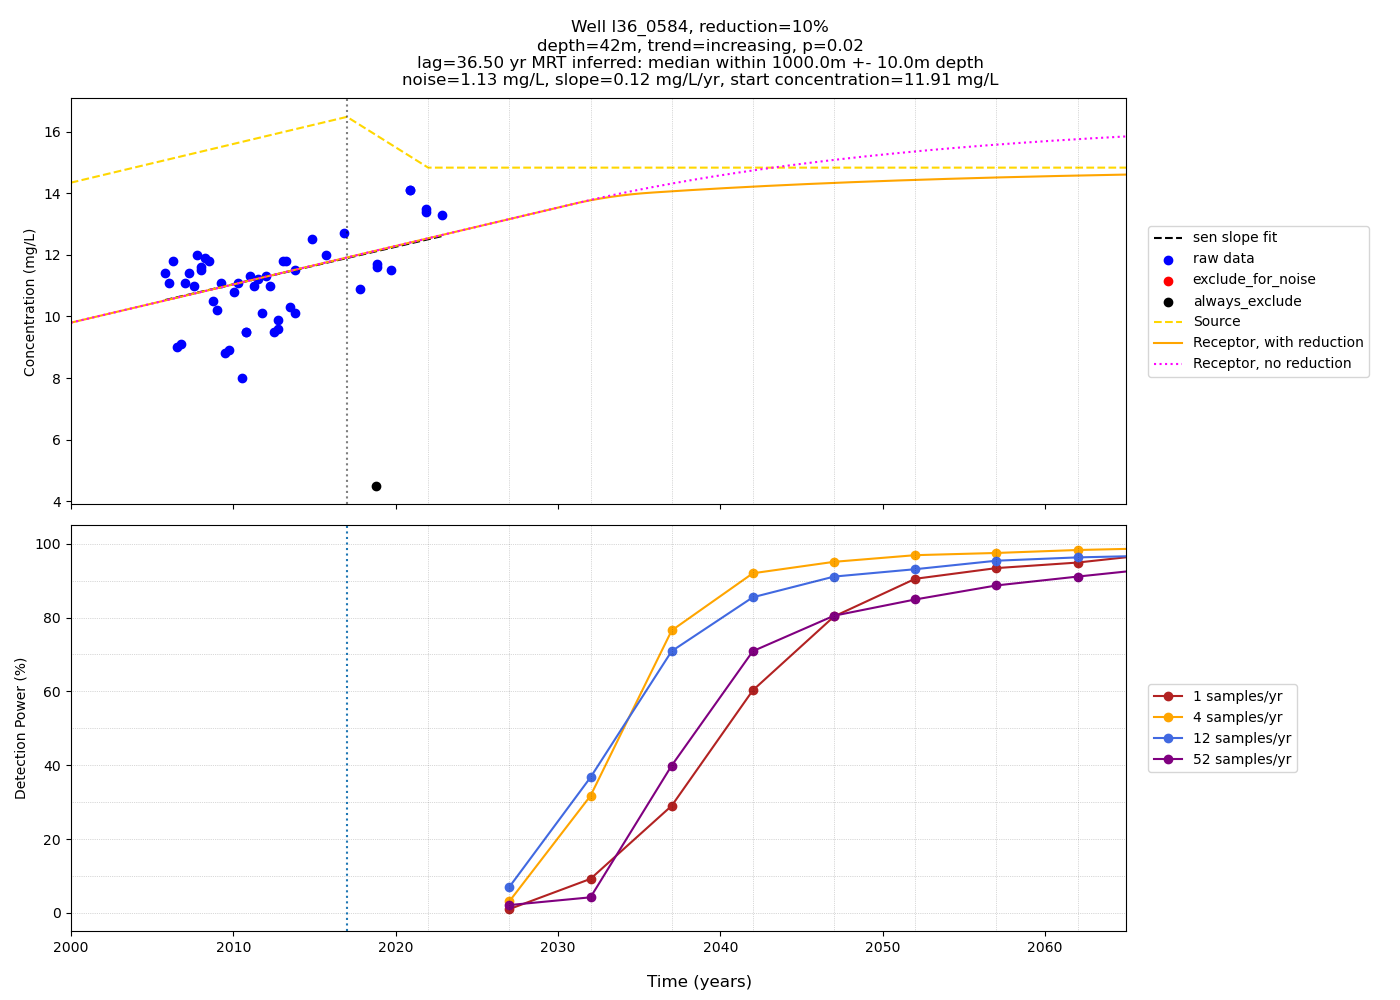 Well l36_0584, reduction=10%
depth=42m, trend=increasing, p=0.02
lag=36.50 yr MRT inferred: median within 1000.0m +- 10.0m depth
noise=1.13 mg/L, slope=0.12 mg/L/yr, start concentration=11.91 mg/L
Concentration (mg/L)
16
14
12
10
8
6
4
sen slope fit
raw data
exclude_for_noise
always_exclude
Source
Receptor, with reduction
Receptor, no reduction
Detection Power (%)
100
80
60
40
20
0
1 samples/yr
4 samples/yr
12 samples/yr
52 samples/yr
2000 2010 2020 2030 2040 2050 2060
Time (years)